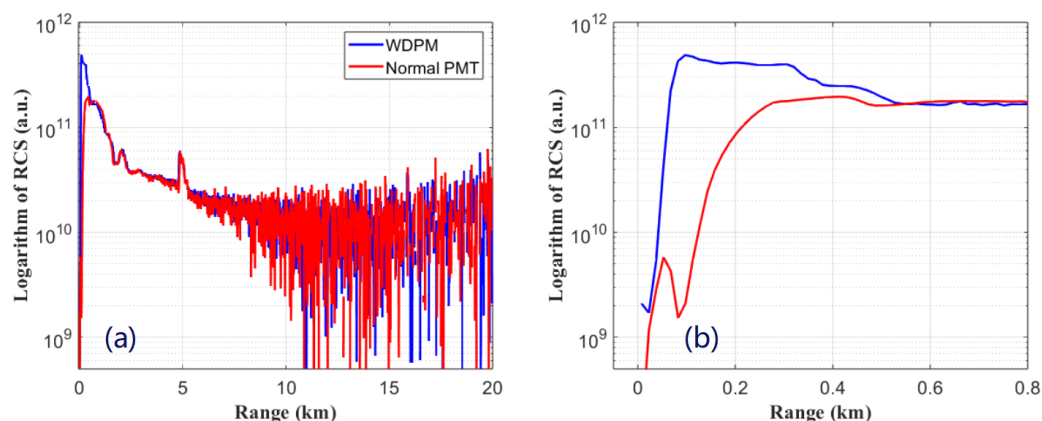 10^12
10^11
10^10
10^9
Logarithm of RCS (a.u.)
WDPM
Normal PMT
(a)
0
5
10
15
20
Range (km)
10^12
10^11
10^10
10^9
Logarithm of RCS (a.u.)
(b)
0
0.2
0.4
0.6
0.8
Range (km)